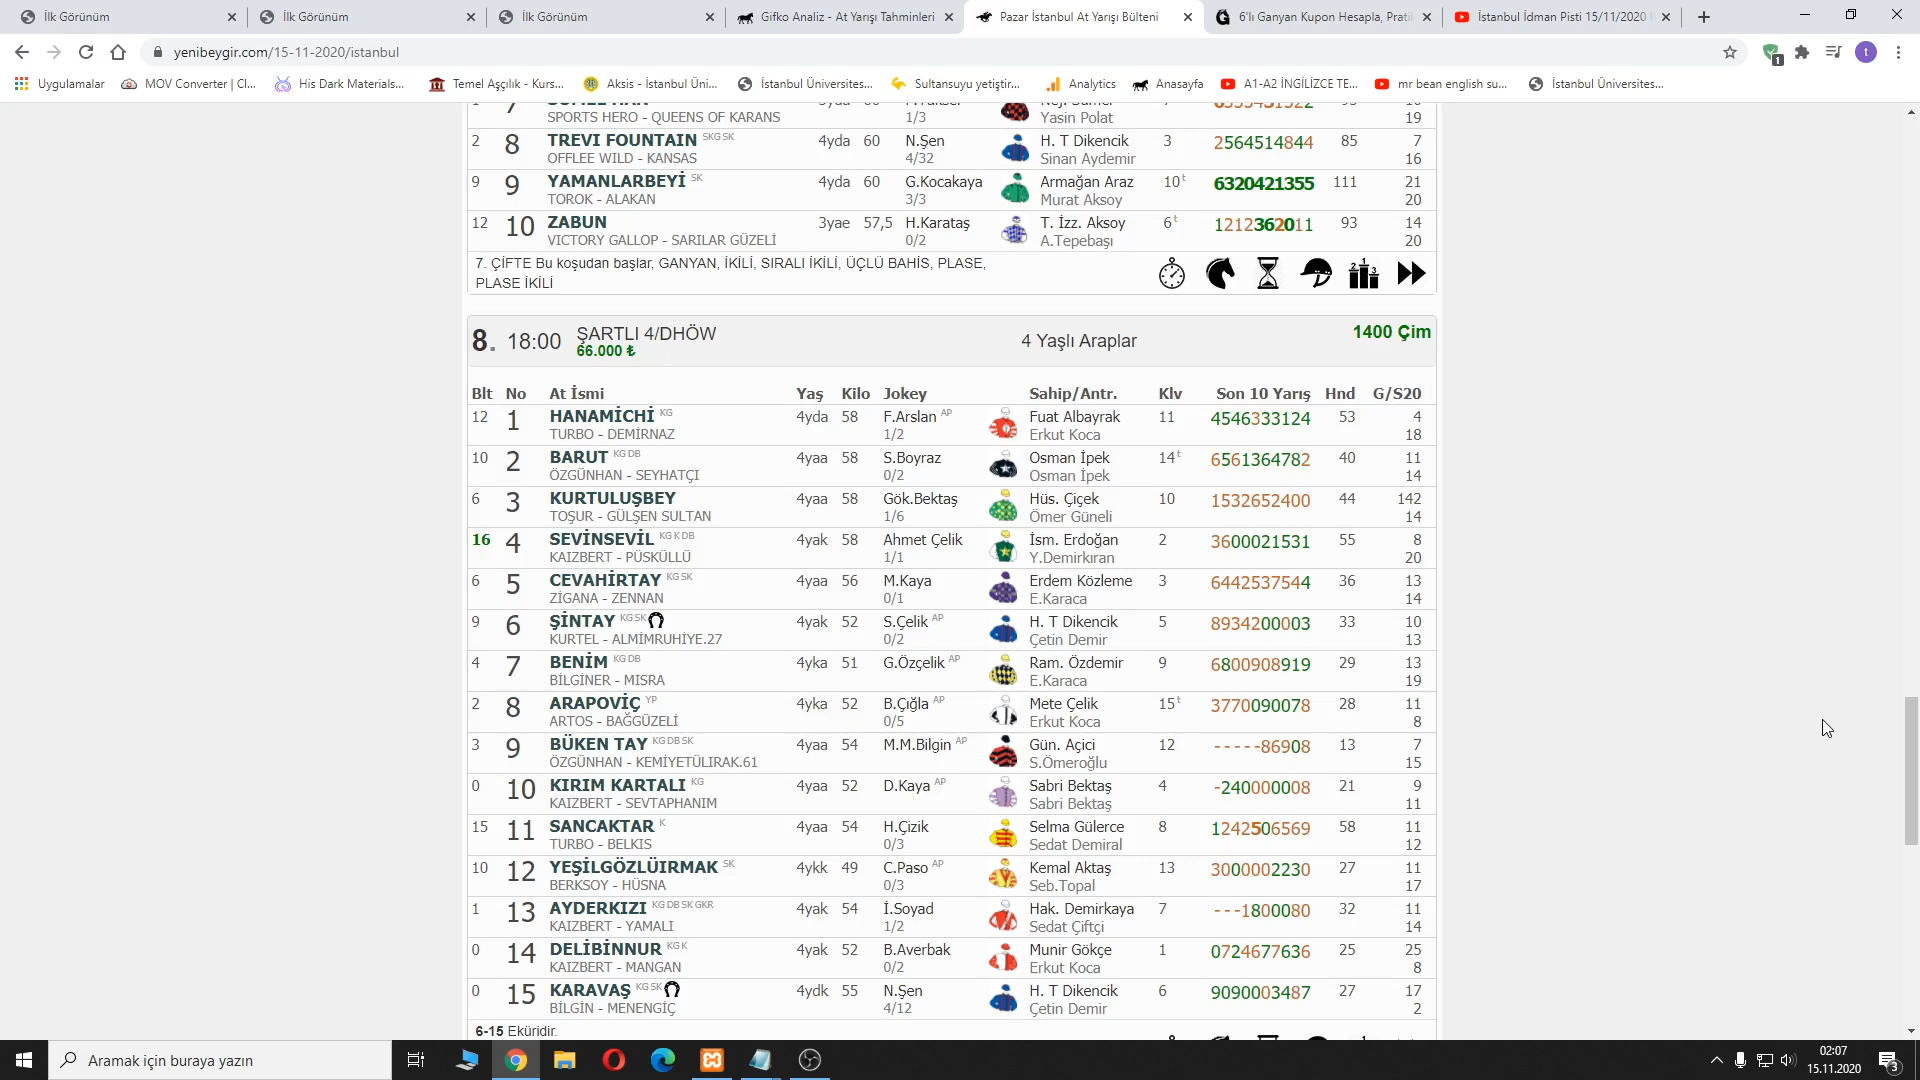 İlk Görünüm
İlk Görünüm
İlk Görünüm
Gifko Analiz - At Yarışı Tahminleri
Pazar İstanbul At Yarışı Bülteni
6'lı Ganyan Kupon Hesapla, Prati
İstanbul İdman Pisti 15/11/2020
yenibeygir.com/15-11-2020/istanbul
1
t
Uygulamalar
MOV Converter | Cl...
His Dark Materials...
Temel Aşçılık - Kurs...
Aksis - İstanbul Üni...
İstanbul Üniversites...
Sultansuyu yetiştir...
Analytics
Anasayfa
A1-A2 İNGİLİZCE TE...
mr bean english su...
İstanbul Üniversites...
SPORTS HERO - QUEENS OF KARANS 1/3 Yasin Polat 19
2 8 TREVI FOUNTAIN SKG SK 4yda 60 N.Şen H. T Dikencik 3 2564514844 85 7
OFFLEE WILD - KANSAS 4/32 Sinan Aydemir 16
9 9 YAMANLARBEYİ SK 4yda 60 G.Kocakaya Armağan Araz 10t 6320421355 111 21
TOROK - ALAKAN 3/3 Murat Aksoy 20
12 10 ZABUN 3yae 57,5 H.Karataş T. İzz. Aksoy 6t 1212362011 93 14
VICTORY GALLOP - SARILAR GÜZELİ 0/2 A.Tepebaşı 20
7. ÇİFTE Bu koşudan başlar, GANYAN, İKİLİ, SIRALI İKİLİ, ÜÇLÜ BAHİS, PLASE,
PLASE İKİLİ
8. 18:00 ŞARTLI 4/DHÖW 4 Yaşlı Araplar 1400 Çim
66.000 ₺
Blt No At İsmi Yaş Kilo Jokey Sahip/Antr. Klv Son 10 Yarış Hnd G/S20
12 1 HANAMİCHİ KG 4yda 58 F.Arslan AP Fuat Albayrak 11 4546333124 53 4
TURBO - DEMİRNAZ 1/2 Erkut Koca 18
10 2 BARUT KG DB 4yaa 58 S.Boyraz Osman İpek 14t 6561364782 40 11
ÖZGÜNHAN - SEYHATÇI 0/2 Osman İpek 14
6 3 KURTULUŞBEY 4yaa 58 Gök.Bektaş Hüs. Çiçek 10 1532652400 44 142
TOŞUR - GÜLŞEN SULTAN 1/6 Ömer Güneli 14
16 4 SEVİNSEVİL KG K DB 4yak 58 Ahmet Çelik İsm. Erdoğan 2 3600021531 55 8
KAIZBERT - PÜSKÜLLÜ 1/1 Y.Demirkıran 20
6 5 CEVAHİRTAY KG SK 4yaa 56 M.Kaya Erdem Közleme 3 6442537544 36 13
ZİGANA - ZENNAN 0/1 E.Karaca 14
9 6 ŞİNTAY KG SK 4yak 52 S.Çelik AP H. T Dikencik 5 8934200003 33 10
KURTEL - ALMİMRUHİYE.27 0/2 Çetin Demir 13
4 7 BENİM KG DB 4yka 51 G.Özçelik AP Ram. Özdemir 9 6800908919 29 13
BİLGİNER - MISRA E.Karaca 19
2 8 ARAPOVİÇ YP 4yka 52 B.Çığla AP Mete Çelik 15t 3770090078 28 11
ARTOS - BAĞGÜZELİ 0/5 Erkut Koca 8
3 9 BÜKEN TAY KG DB SK 4yaa 54 M.M.Bilgin AP Gün. Açici 12 -----86908 13 7
ÖZGÜNHAN - KEMİYETÜLIRAK.61 S.Ömeroğlu 15
0 10 KIRIM KARTALI KG 4yaa 52 D.Kaya AP Sabri Bektaş 4 -240000008 21 9
KAIZBERT - SEVTAPHANIM Sabri Bektaş 11
15 11 SANCAKTAR K 4yaa 54 H.Çizik Selma Gülerce 8 1242506569 58 11
TURBO - BELKIS 0/3 Sedat Demiral 12
10 12 YEŞİLGÖZLÜIRMAK SK 4ykk 49 C.Paso AP Kemal Aktaş 13 3000002230 27 11
BERKSOY - HÜSNA 0/3 Seb.Topal 17
1 13 AYDERKIZI KG DB SK GKR 4yak 54 İ.Soyad Hak. Demirkaya 7 ---1800080 32 11
KAIZBERT - YAMALI 1/2 Sedat Çiftçi 14
0 14 DELİBİNNUR KG K 4yak 52 B.Averbak Munir Gökçe 1 0724677636 25 25
KAIZBERT - MANGAN 0/2 Erkut Koca 8
0 15 KARAVAŞ KG SK 4ydk 55 N.Şen H. T Dikencik 6 9090003487 27 17
BİLGİN - MENENGİÇ 4/12 Çetin Demir 2
6-15 Eküridir.
Aramak için buraya yazın
02:07
15.11.2020
3